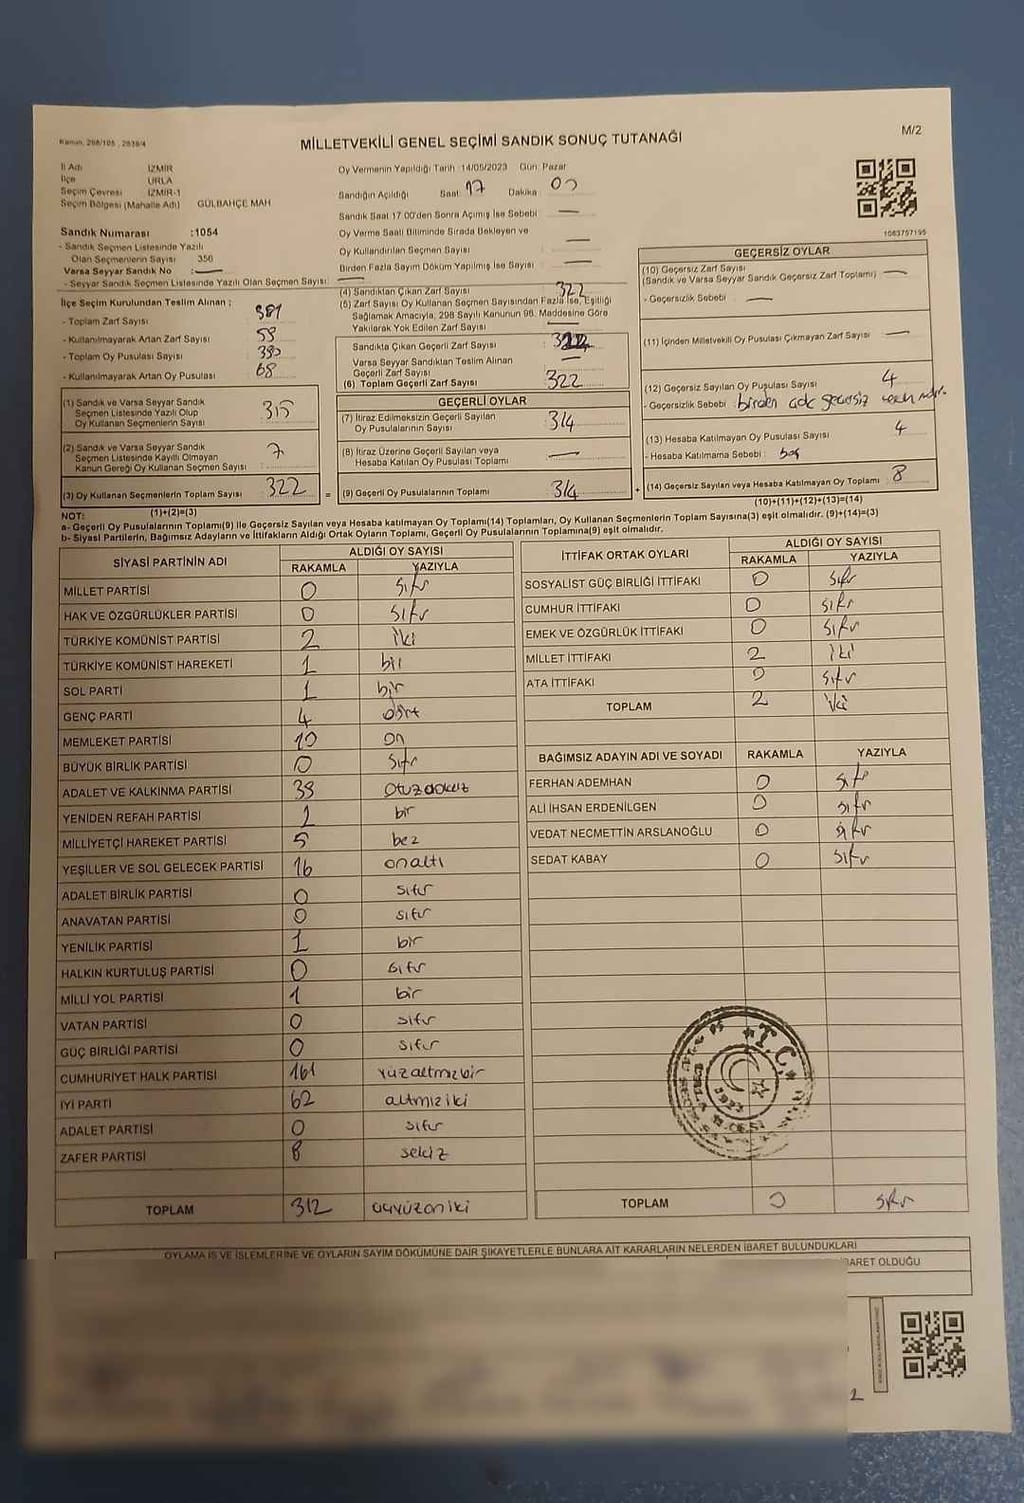 MİLLETVEKİLİ GENEL SEÇİMİ SANDIK SONUÇ TUTANAĞI
M/2
İl Adı İZMİR
İlçe URLA
Seçim Çevresi İZMİR-1
Seçim Bölgesi (Mahalle Adı) GÜLBAHÇE MAH
Oy Vermenin Yapıldığı Tarih :14/05/2023 Gün: Pazar
Sandığın Açıldığı Saat: 17 Dakika 00
Sandık Saat 17.00'den Sonra Açılmış İse Sebebi —
Oy Verme Saati Bitiminde Sırada Bekleyen ve
Oy Kullandırılan Seçmen Sayısı : —
Birden Fazla Sayım Döküm Yapılmış İse Sayısı : —
1063757195
Sandık Numarası :1054
- Sandık Seçmen Listesinde Yazılı
Olan Seçmenlerin Sayısı 356
Varsa Seyyar Sandık No : —
- Seyyar Sandık Seçmen Listesinde Yazılı Olan Seçmen Sayısı: —
İlçe Seçim Kurulundan Teslim Alınan ;
- Toplam Zarf Sayısı
- Kullanılmayarak Artan Zarf Sayısı
- Toplam Oy Pusulası Sayısı
- Kullanılmayarak Artan Oy Pusulası 68
(1) Sandık ve Varsa Seyyar Sandık
Seçmen Listesinde Yazılı Olup
Oy Kullanan Seçmenlerin Sayısı 315
(2) Sandık ve Varsa Seyyar Sandık
Seçmen Listesinde Kayıtlı Olmayan
Kanun Gereği Oy Kullanan Seçmen Sayısı 7
(3) Oy Kullanan Seçmenlerin Toplam Sayısı 322 =
(1)+(2)=(3)
(4) Sandıktan Çıkan Zarf Sayısı 322
(5) Zarf Sayısı Oy Kullanan Seçmen Sayısından Fazla İse, Eşitliği
Sağlamak Amacıyla, 298 Sayılı Kanunun 98. Maddesine Göre
Yakılarak Yok Edilen Zarf Sayısı —
Sandıkta Çıkan Geçerli Zarf Sayısı 322
Varsa Seyyar Sandıktan Teslim Alınan
Geçerli Zarf Sayısı —
(6) Toplam Geçerli Zarf Sayısı 322
GEÇERLİ OYLAR
(7) İtiraz Edilmeksizin Geçerli Sayılan
Oy Pusulalarının Sayısı 314
(8) İtiraz Üzerine Geçerli Sayılan veya
Hesaba Katılan Oy Pusulası Toplamı —
(9) Geçerli Oy Pusulalarının Toplamı 314 +
GEÇERSİZ OYLAR
(10) Geçersiz Zarf Sayısı
(Sandık ve Varsa Seyyar Sandık Geçersiz Zarf Toplamı) —
- Geçersizlik Sebebi : —
(11) İçinden Milletvekili Oy Pusulası Çıkmayan Zarf Sayısı —
(12) Geçersiz Sayılan Oy Pusulası Sayısı 4
- Geçersizlik Sebebi : birden çok geçersiz
(13) Hesaba Katılmayan Oy Pusulası Sayısı 4
- Hesaba Katılmama Sebebi : boş
(14) Geçersiz Sayılan veya Hesaba Katılmayan Oy Toplamı 8
(10)+(11)+(12)+(13)=(14)
NOT:
a- Geçerli Oy Pusulalarının Toplamı(9) ile Geçersiz Sayılan veya Hesaba katılmayan Oy Toplamı(14) Toplamları, Oy Kullanan Seçmenlerin Toplam Sayısına(3) eşit olmalıdır. (9)+(14)=(3)
b- Siyasi Partilerin, Bağımsız Adayların ve İttifakların Aldığı Ortak Oyların Toplamı, Geçerli Oy Pusulalarının Toplamına(9) eşit olmalıdır.
SİYASİ PARTİNİN ADI ALDIĞI OY SAYISI
RAKAMLA YAZIYLA
MİLLET PARTİSİ 0 sıfır
HAK VE ÖZGÜRLÜKLER PARTİSİ 0 sıfır
TÜRKİYE KOMÜNİST PARTİSİ 2 iki
TÜRKİYE KOMÜNİST HAREKETİ 1 bir
SOL PARTİ 1 bir
GENÇ PARTİ 4 dört
MEMLEKET PARTİSİ 10 on
BÜYÜK BİRLİK PARTİSİ 0 sıfır
ADALET VE KALKINMA PARTİSİ 39 otuzdokuz
YENİDEN REFAH PARTİSİ 1 bir
MİLLİYETÇİ HAREKET PARTİSİ 5 beş
YEŞİLLER VE SOL GELECEK PARTİSİ 16 onaltı
ADALET BİRLİK PARTİSİ 0 sıfır
ANAVATAN PARTİSİ 0 sıfır
YENİLİK PARTİSİ 1 bir
HALKIN KURTULUŞ PARTİSİ 0 sıfır
MİLLİ YOL PARTİSİ 1 bir
VATAN PARTİSİ 0 sıfır
GÜÇ BİRLİĞİ PARTİSİ 0 sıfır
CUMHURİYET HALK PARTİSİ 161 yüzaltmışbir
İYİ PARTİ 62 altmışiki
ADALET PARTİSİ 0 sıfır
ZAFER PARTİSİ 8 sekiz
TOPLAM 312 üçyüzoniki
İTTİFAK ORTAK OYLARI ALDIĞI OY SAYISI
RAKAMLA YAZIYLA
SOSYALİST GÜÇ BİRLİĞİ İTTİFAKI 0 sıfır
CUMHUR İTTİFAKI 0 sıfır
EMEK VE ÖZGÜRLÜK İTTİFAKI 0 sıfır
MİLLET İTTİFAKI 2 iki
ATA İTTİFAKI 0 sıfır
TOPLAM 2 iki
BAĞIMSIZ ADAYIN ADI VE SOYADI RAKAMLA YAZIYLA
FERHAN ADEMHAN 0 sıfır
ALİ İHSAN ERDENİLGEN 0 sıfır
VEDAT NECMETTİN ARSLANOĞLU 0 sıfır
SEDAT KABAY 0 sıfır
T.C.
TOPLAM 0 sıfır
OYLAMA İŞ VE İŞLEMLERİNE VE OYLARIN SAYIM DÖKÜMÜNE DAİR ŞİKAYETLERLE BUNLARA AİT KARARLARIN NELERDEN İBARET BULUNDUKLARI
İBARET OLDUĞU
2